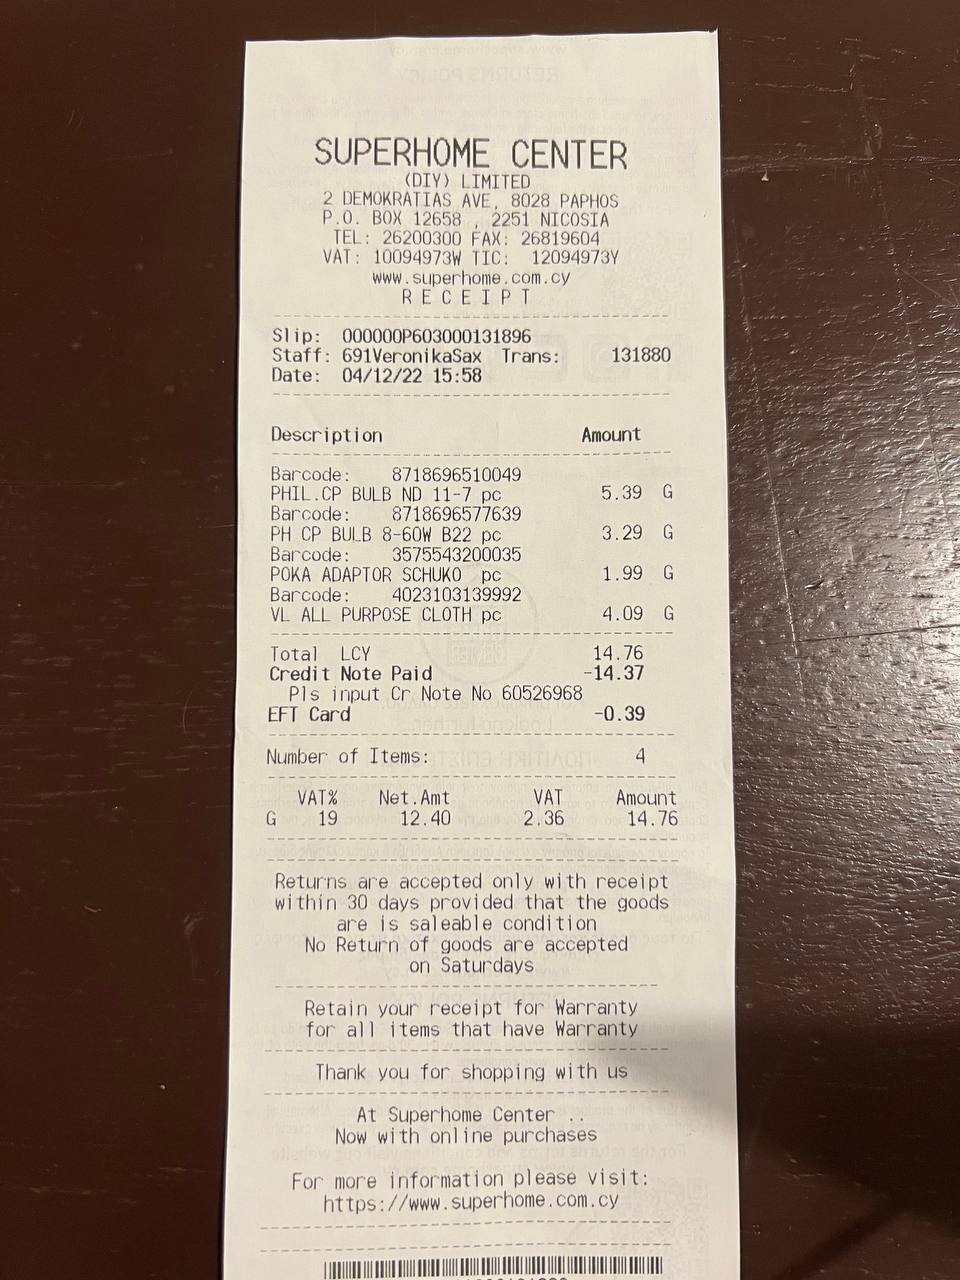 SUPERHOME CENTER
(DIY) LIMITED
2 DEMOKRATIAS AVE, 8028 PAPHOS
P.O. BOX 12658 , 2251 NICOSIA
TEL: 26200300 FAX: 26819604
VAT: 10094973W TIC: 12094973Y
www.superhome.com.cy
R E C E I P T
Slip: 000000P603000131896
Staff: 691VeronikaSax Trans: 131880
Date: 04/12/22 15:58
Description Amount
Barcode: 8718696510049
PHIL.CP BULB ND 11-7 pc 5.39 G
Barcode: 8718696577639
PH CP BULB 8-60W B22 pc 3.29 G
Barcode: 3575543200035
POKA ADAPTOR SCHUKO pc 1.99 G
Barcode: 4023103139992
VL ALL PURPOSE CLOTH pc 4.09 G
Total LCY 14.76
Credit Note Paid -14.37
Pls input Cr Note No 60526968
EFT Card -0.39
Number of Items: 4
VAT% Net.Amt VAT Amount
G 19 12.40 2.36 14.76
Returns are accepted only with receipt
within 30 days provided that the goods
are is saleable condition
No Return of goods are accepted
on Saturdays
Retain your receipt for Warranty
for all items that have Warranty
Thank you for shopping with us
At Superhome Center ..
Now with online purchases
For more information please visit:
https://www.superhome.com.cy